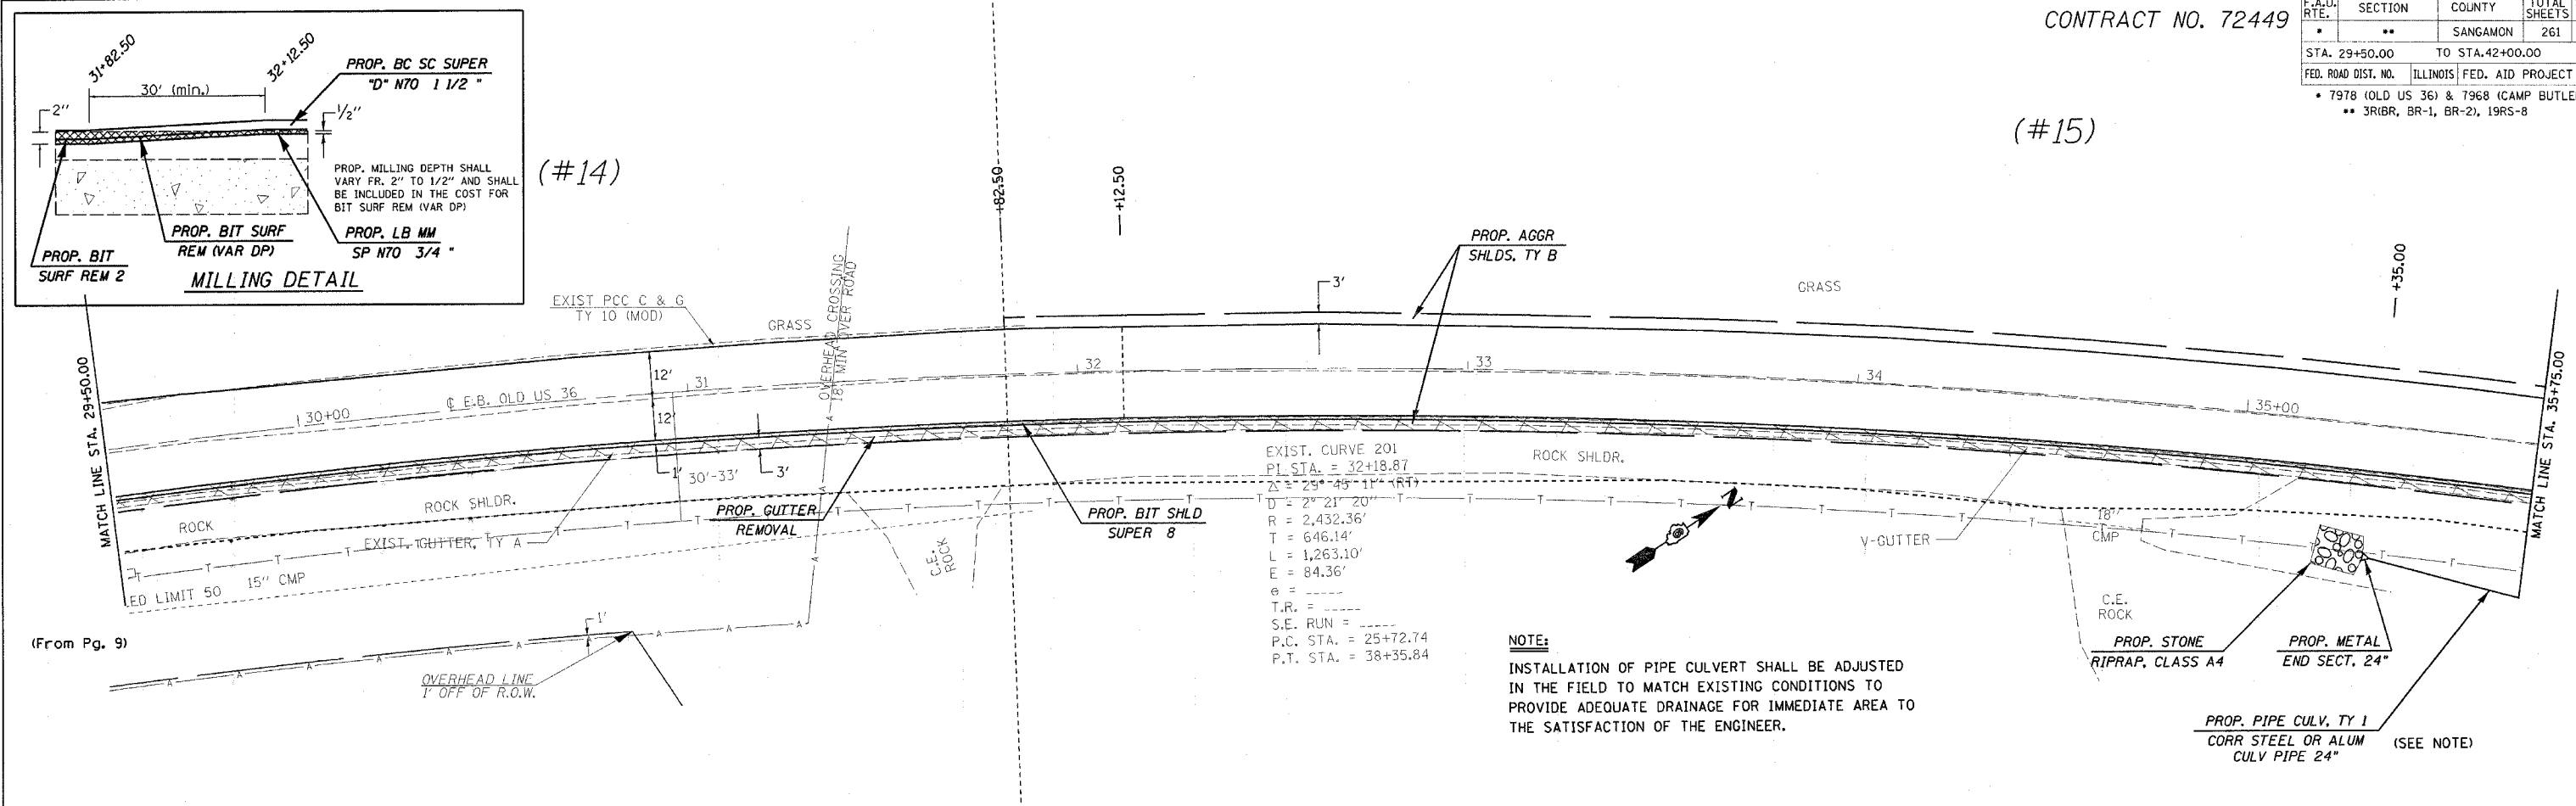 31+82.50
32+12.50
30' (min.)
2"
1/2"
PROP. BC SC SUPER
"D" N70 1 1/2 "
PROP. MILLING DEPTH SHALL
VARY FR. 2" TO 1/2" AND SHALL
BE INCLUDED IN THE COST FOR
BIT SURF REM (VAR DP)
PROP. BIT
SURF REM 2
PROP. BIT SURF
REM (VAR DP)
PROP. LB MM
SP N70 3/4 "
MILLING DETAIL
(#14)
CONTRACT NO. 72449
F.A.U. RTE.
SECTION
COUNTY
TOTAL SHEETS
*
**
SANGAMON
261
STA. 29+50.00 TO STA.42+00.00
FED. ROAD DIST. NO. ILLINOIS FED. AID PROJECT
* 7978 (OLD US 36) & 7968 (CAMP BUTLE
** 3R(BR, BR-1, BR-2), 19RS-8
(#15)
+82.50
+12.50
+35.00
PROP. AGGR
SHLDS. TY B
3'
GRASS
EXIST PCC C & G
TY 10 (MOD)
GRASS
OVERHEAD CROSSING
18' MIN OVER ROAD
MATCH LINE STA. 29+50.00
MATCH LINE STA. 35+75.00
30+00
31
32
33
34
35+00
℄ E.B. OLD US 36
12'
12'
1'
3'
30'-33'
ROCK
ROCK SHLDR.
EXIST. GUTTER, TY A
PROP. GUTTER
REMOVAL
PROP. BIT SHLD
SUPER 8
ROCK SHLDR.
V-GUTTER
18"
CMP
C.E.
ROCK
C.E.
ROCK
ED LIMIT 50
15" CMP
(From Pg. 9)
1'
OVERHEAD LINE
1' OFF OF R.O.W.
EXIST. CURVE 201
PI STA. = 32+18.87
Δ = 29° 45' 11" (RT)
D = 2° 21' 20"
R = 2,432.36'
T = 646.14'
L = 1,263.10'
E = 84.36'
e = -----
T.R. = -----
S.E. RUN = -----
P.C. STA. = 25+72.74
P.T. STA. = 38+35.84
N
NOTE:
INSTALLATION OF PIPE CULVERT SHALL BE ADJUSTED
IN THE FIELD TO MATCH EXISTING CONDITIONS TO
PROVIDE ADEQUATE DRAINAGE FOR IMMEDIATE AREA TO
THE SATISFACTION OF THE ENGINEER.
PROP. STONE
RIPRAP, CLASS A4
PROP. METAL
END SECT, 24"
PROP. PIPE CULV, TY 1
CORR STEEL OR ALUM
CULV PIPE 24"
(SEE NOTE)